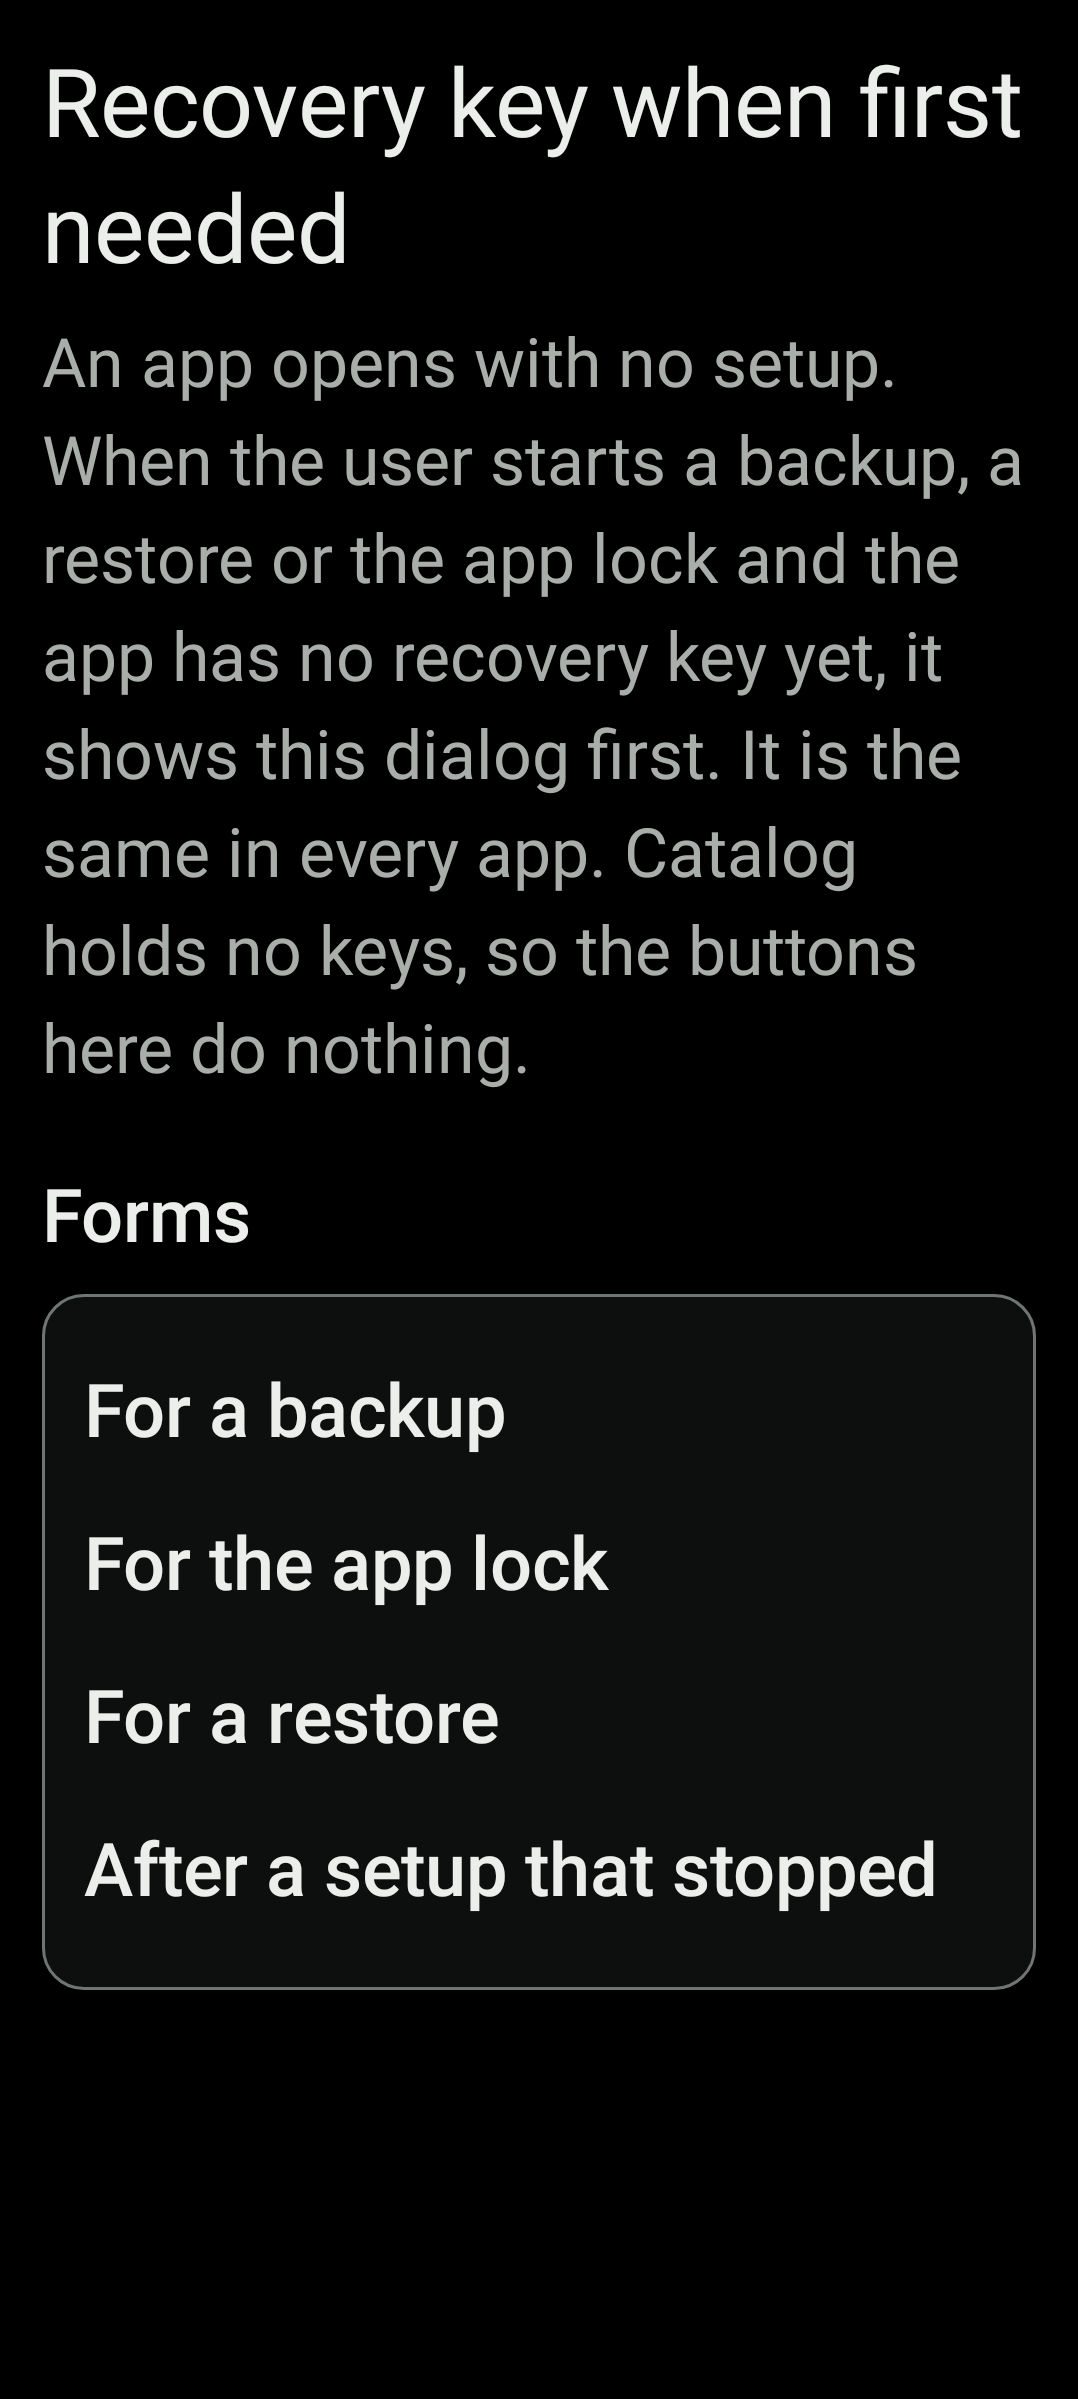 Recovery key when first
needed
An app opens with no setup.
When the user starts a backup, a
restore or the app lock and the
app has no recovery key yet, it
shows this dialog first. It is the
same in every app. Catalog
holds no keys, so the buttons
here do nothing.
Forms
For a backup
For the app lock
For a restore
After a setup that stopped